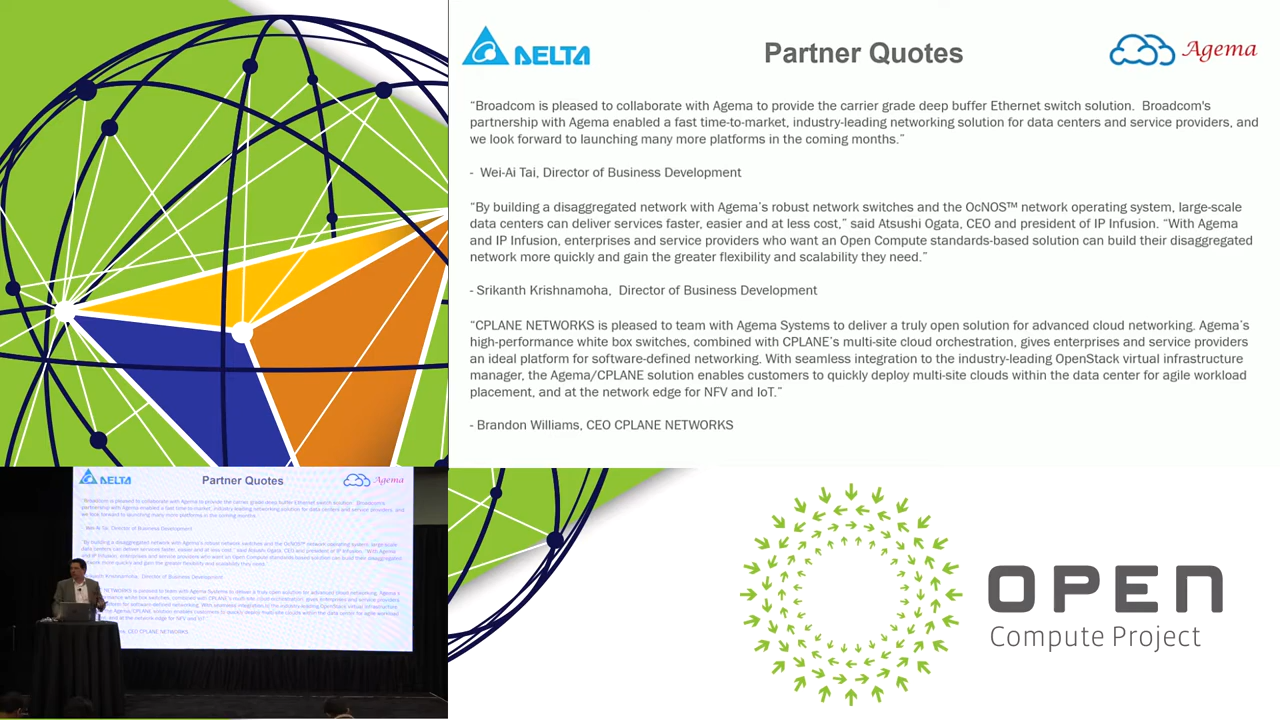 DELTA
Partner Quotes
Agema
“Broadcom is pleased to collaborate with Agema to provide the carrier grade deep buffer Ethernet switch solution.  Broadcom's
partnership with Agema enabled a fast time-to-market, industry-leading networking solution for data centers and service providers, and
we look forward to launching many more platforms in the coming months.”
-  Wei-Ai Tai, Director of Business Development
“By building a disaggregated network with Agema’s robust network switches and the OcNOS™ network operating system, large-scale
data centers can deliver services faster, easier and at less cost,” said Atsushi Ogata, CEO and president of IP Infusion. “With Agema
and IP Infusion, enterprises and service providers who want an Open Compute standards-based solution can build their disaggregated
network more quickly and gain the greater flexibility and scalability they need.”
- Srikanth Krishnamoha,  Director of Business Development
“CPLANE NETWORKS is pleased to team with Agema Systems to deliver a truly open solution for advanced cloud networking. Agema’s
high-performance white box switches, combined with CPLANE’s multi-site cloud orchestration, gives enterprises and service providers
an ideal platform for software-defined networking. With seamless integration to the industry-leading OpenStack virtual infrastructure
manager, the Agema/CPLANE solution enables customers to quickly deploy multi-site clouds within the data center for agile workload
placement, and at the network edge for NFV and IoT.”
- Brandon Williams, CEO CPLANE NETWORKS
DELTA
Partner Quotes
Agema
OPEN
Compute Project